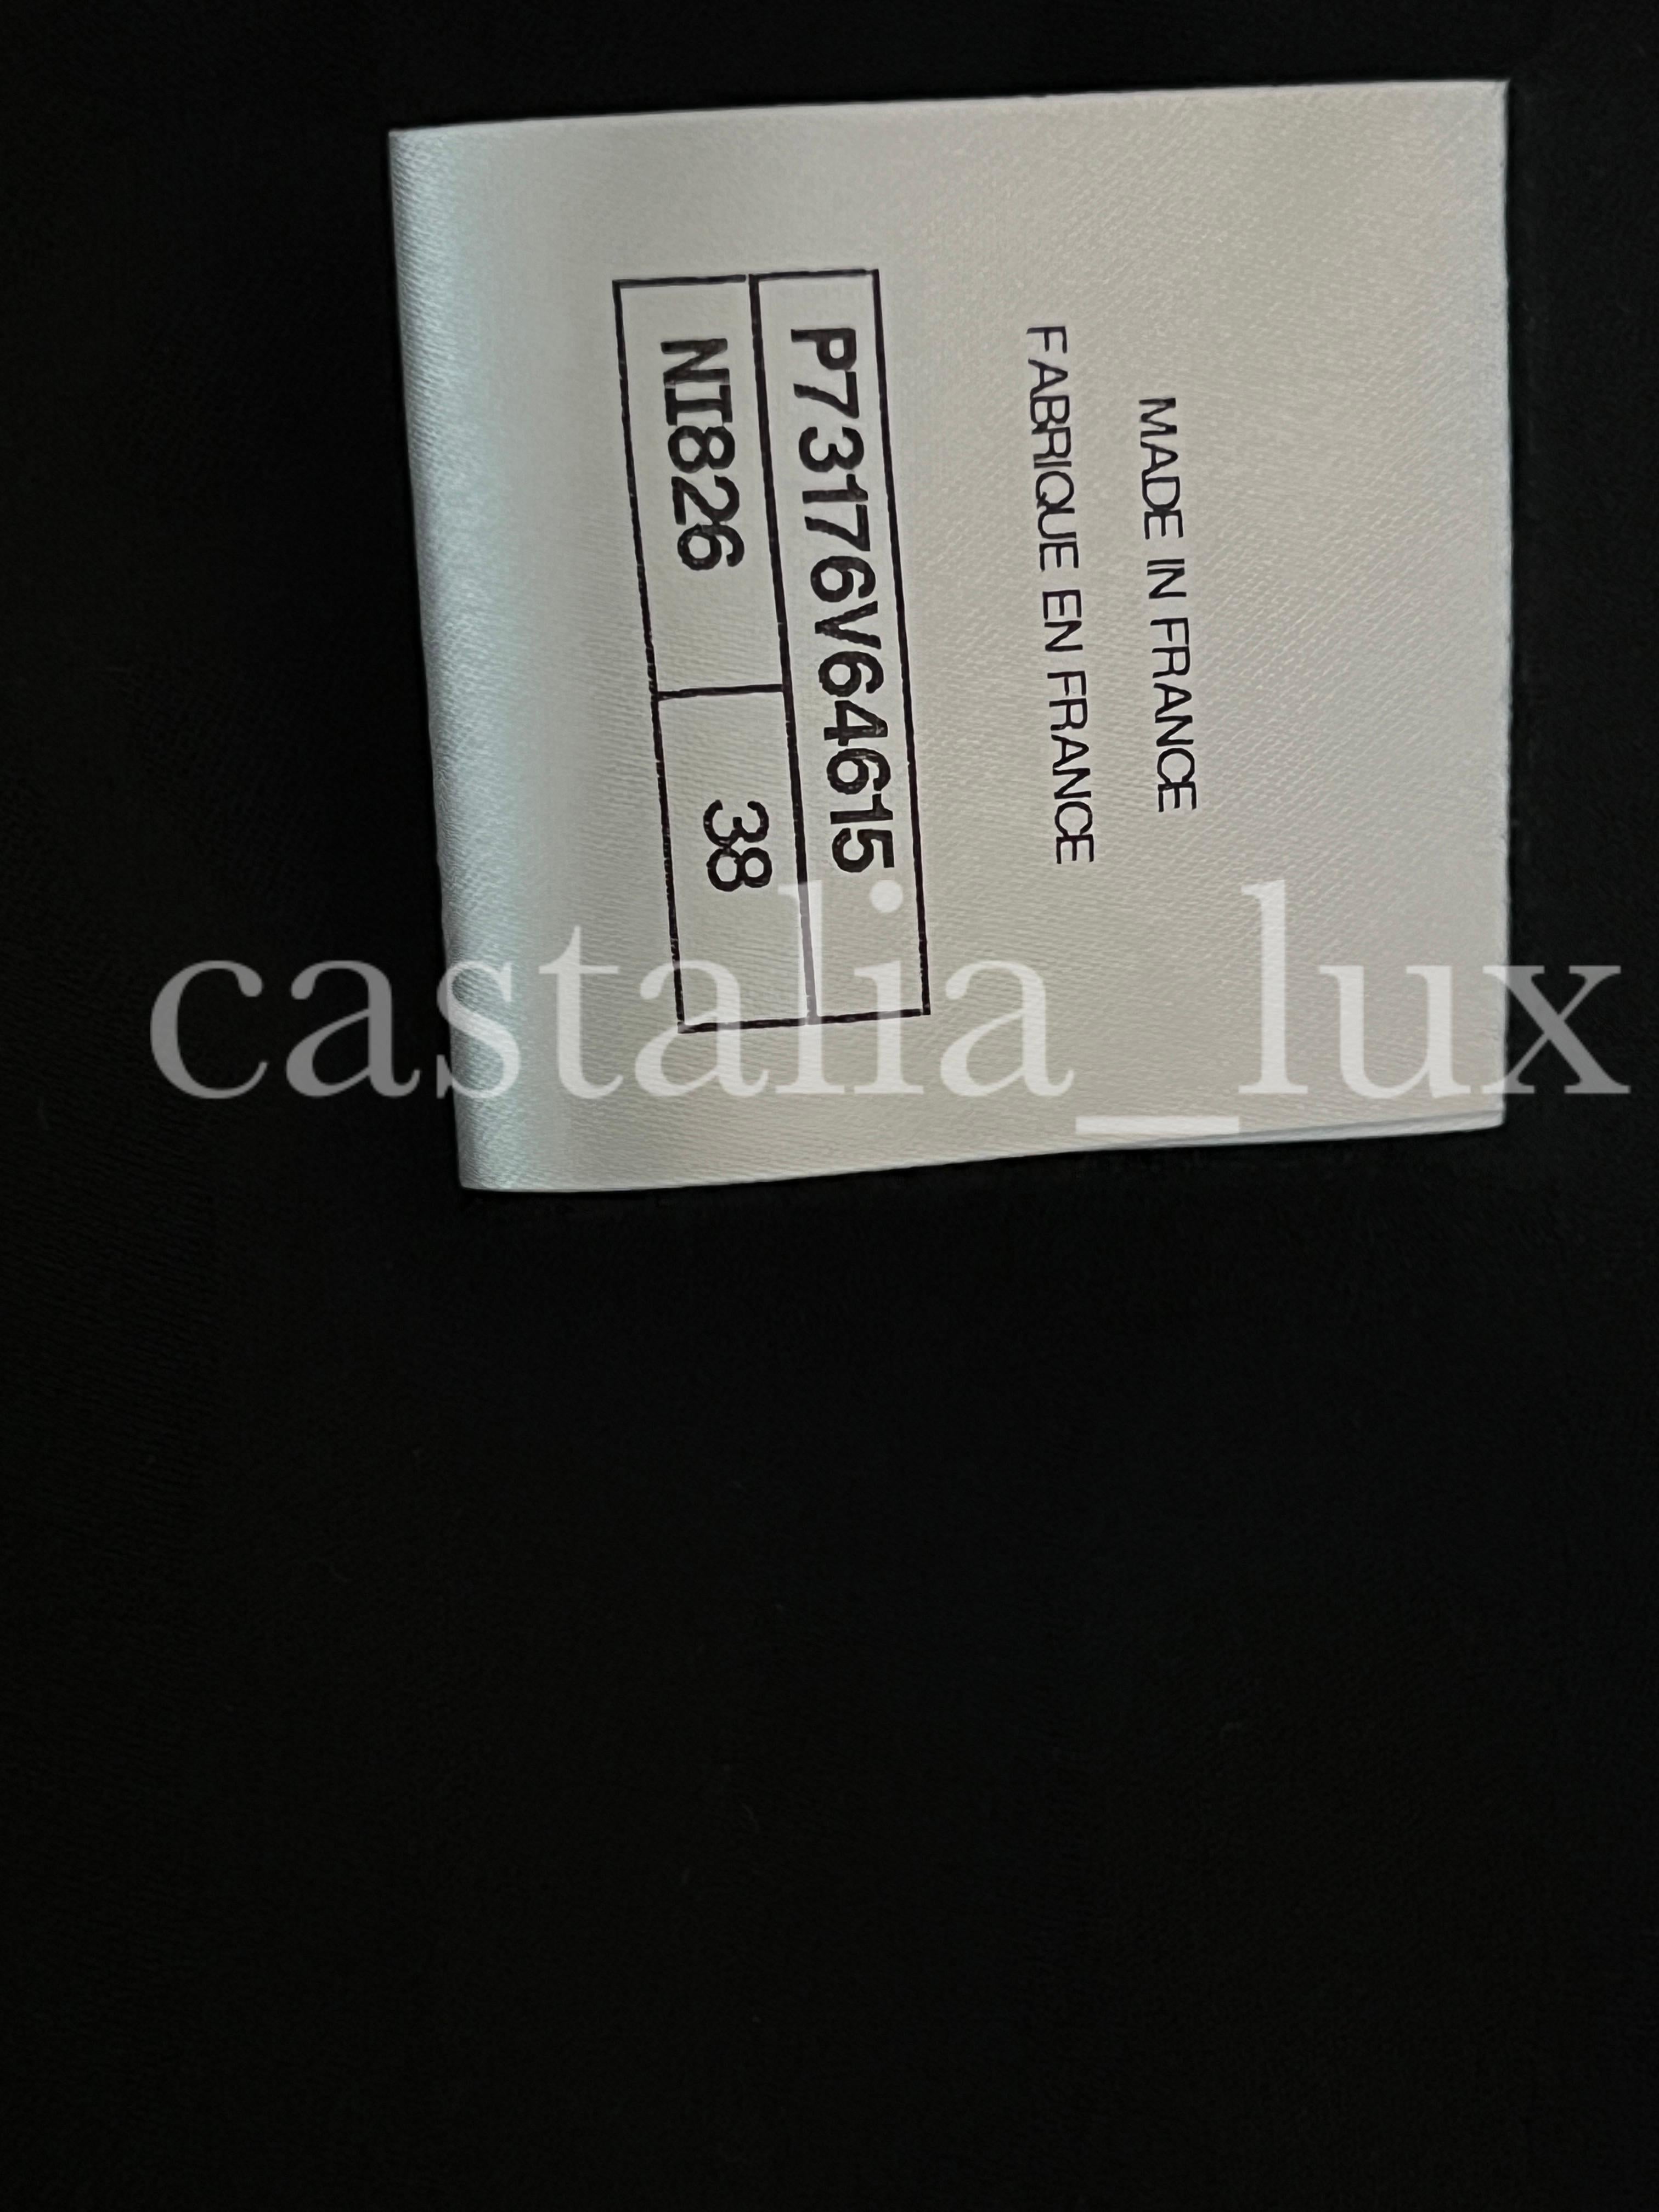 MADE IN FRANCE
FABRIQUE EN FRANCE
P73176V64615
NI826 38
castalia_lux